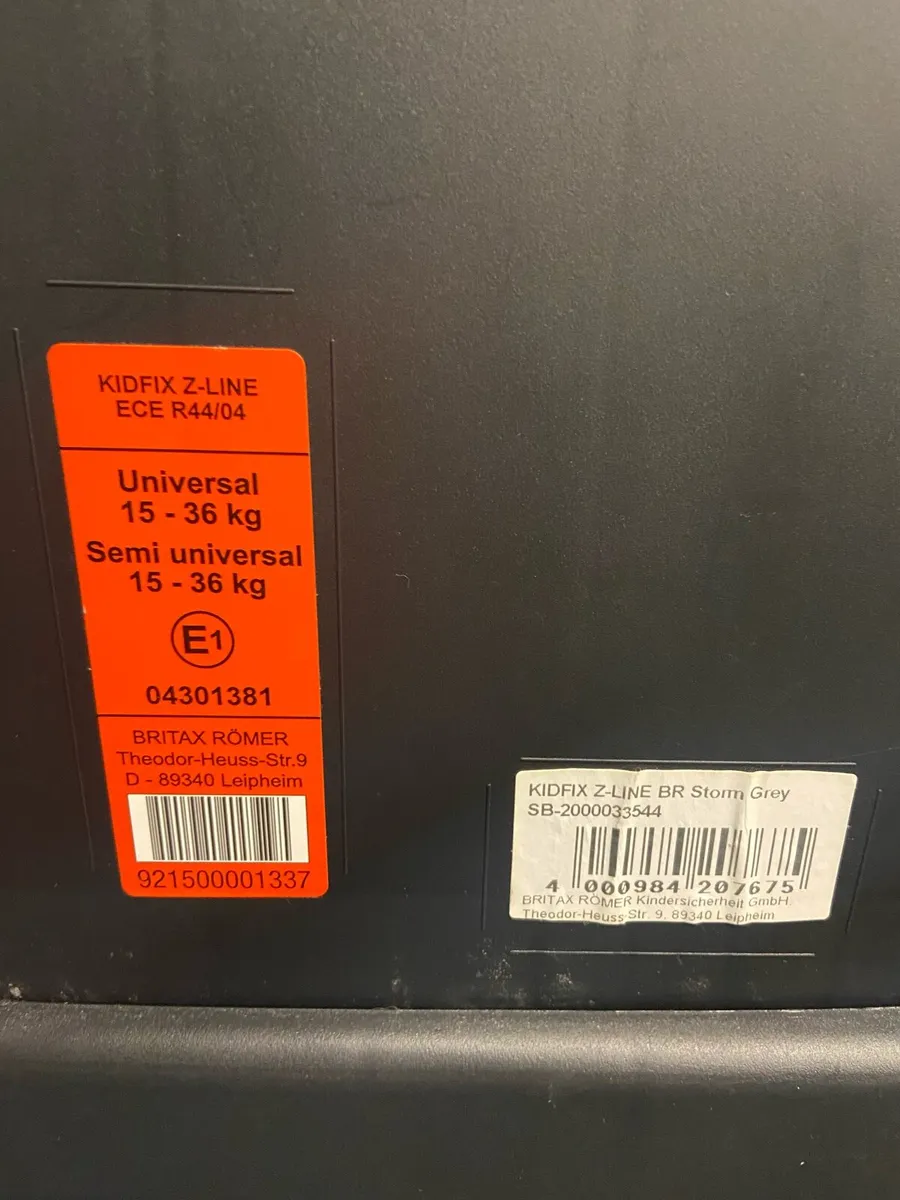 KIDFIX Z-LINE
ECE R44/04
Universal
15 - 36 kg
Semi universal
15 - 36 kg
E1
04301381
BRITAX RÖMER
Theodor-Heuss-Str.9
D - 89340 Leipheim
921500001337
KIDFIX Z-LINE BR Storm Grey
SB-2000033544
4 000984 207675
BRITAX RÖMER Kindersicherheit GmbH
Theodor-Heuss Str. 9, 89340 Leipheim